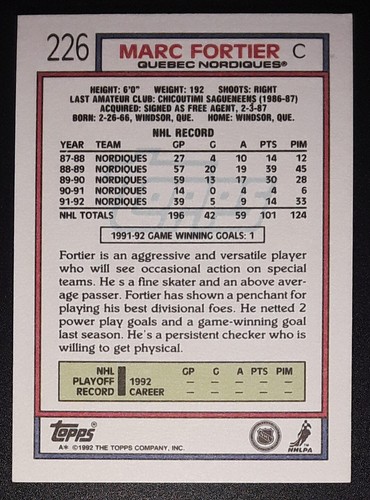 226 MARC FORTIER C
QUEBEC NORDIQUES®
HEIGHT: 6'0" WEIGHT: 192 SHOOTS: RIGHT
LAST AMATEUR CLUB: CHICOUTIMI SAGUENEENS (1986-87)
ACQUIRED: SIGNED AS FREE AGENT, 2-3-87
BORN: 2-26-66, WINDSOR, QUE. HOME: WINDSOR, QUE.
NHL RECORD
YEAR TEAM GP G A PTS PIM
87-88 NORDIQUES 27 4 10 14 12
88-89 NORDIQUES 57 20 19 39 45
89-90 NORDIQUES 59 13 17 30 28
90-91 NORDIQUES 14 0 4 4 6
91-92 NORDIQUES 39 5 9 14 33
NHL TOTALS 196 42 59 101 124
1991-92 GAME WINNING GOALS: 1
Fortier is an aggressive and versatile player
who will see occasional action on special
teams. He s a fine skater and an above aver-
age passer. Fortier has shown a penchant for
playing his best divisional foes. He netted 2
power play goals and a game-winning goal
last season. He's a persistent checker who is
willing to get physical.
NHL GP G A PTS PIM
PLAYOFF 1992 — — — — —
RECORD CAREER — — — — —
Topps®
A* ©1992 THE TOPPS COMPANY, INC.
NHL
NHLPA